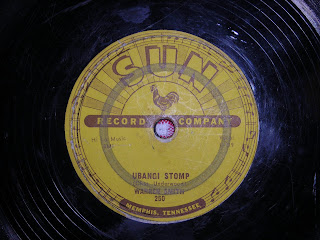 SUN
RECORD COMPANY
UBANGI STOMP
WARREN SMITH
250
MEMPHIS, TENNESSEE